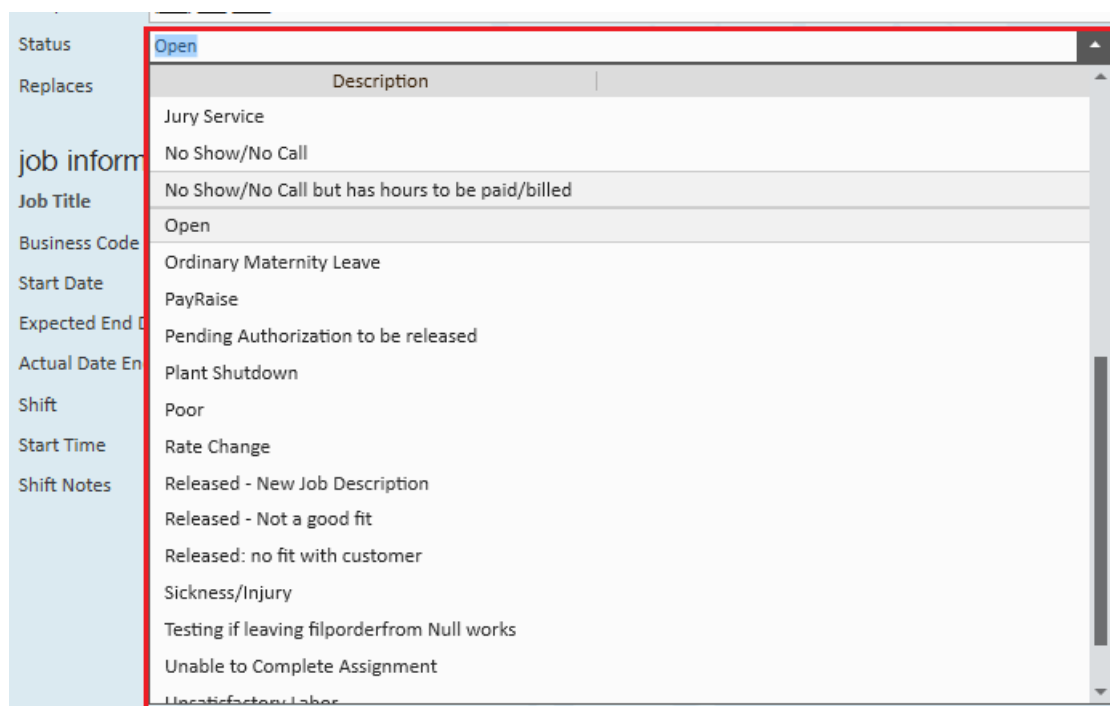 Status
Open
Replaces
Description
Jury Service
job inform
No Show/No Call
No Show/No Call but has hours to be paid/billed
Job Title
Open
Business Code
Ordinary Maternity Leave
Start Date
PayRaise
Expected End D
Pending Authorization to be released
Actual Date En
Plant Shutdown
Shift
Poor
Start Time
Rate Change
Shift Notes
Released - New Job Description
Released - Not a good fit
Released: no fit with customer
Sickness/Injury
Testing if leaving filporderfrom Null works
Unable to Complete Assignment
Unsatisfactory Labor